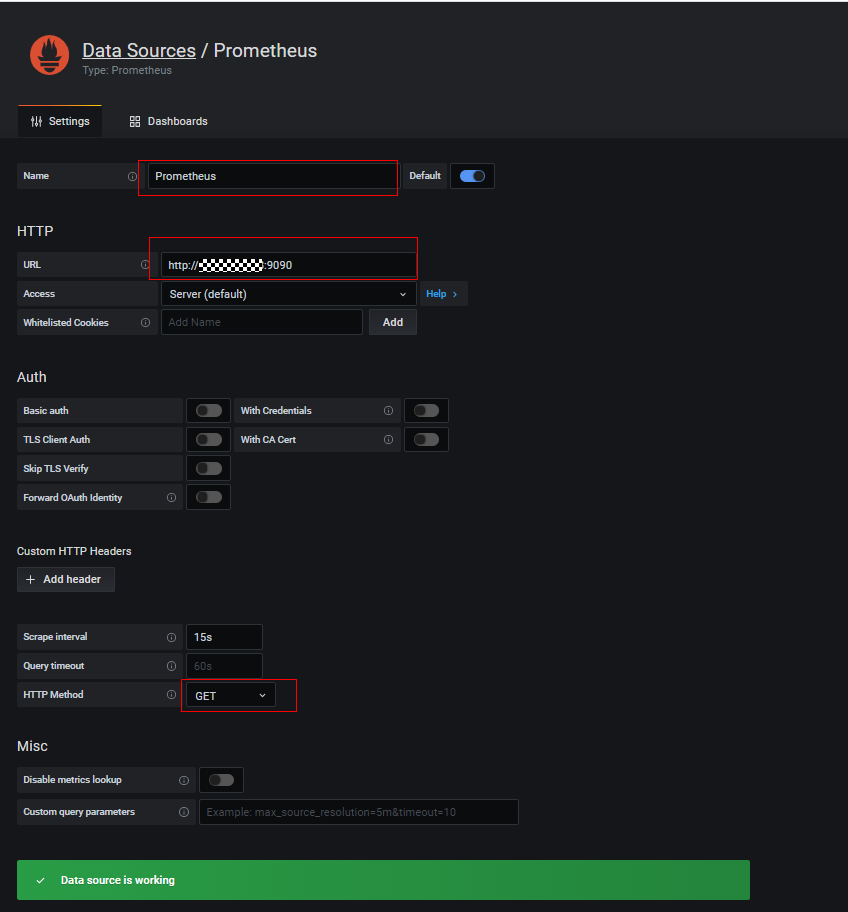 Data Sources / Prometheus
Type: Prometheus
Settings Dashboards
Name Prometheus Default
HTTP
URL http:// :9090
Access Server (default) Help >
Whitelisted Cookies Add Name Add
Auth
Basic auth With Credentials
TLS Client Auth With CA Cert
Skip TLS Verify
Forward OAuth Identity
Custom HTTP Headers
+ Add header
Scrape interval 15s
Query timeout 60s
HTTP Method GET
Misc
Disable metrics lookup
Custom query parameters Example: max_source_resolution=5m&timeout=10
Data source is working